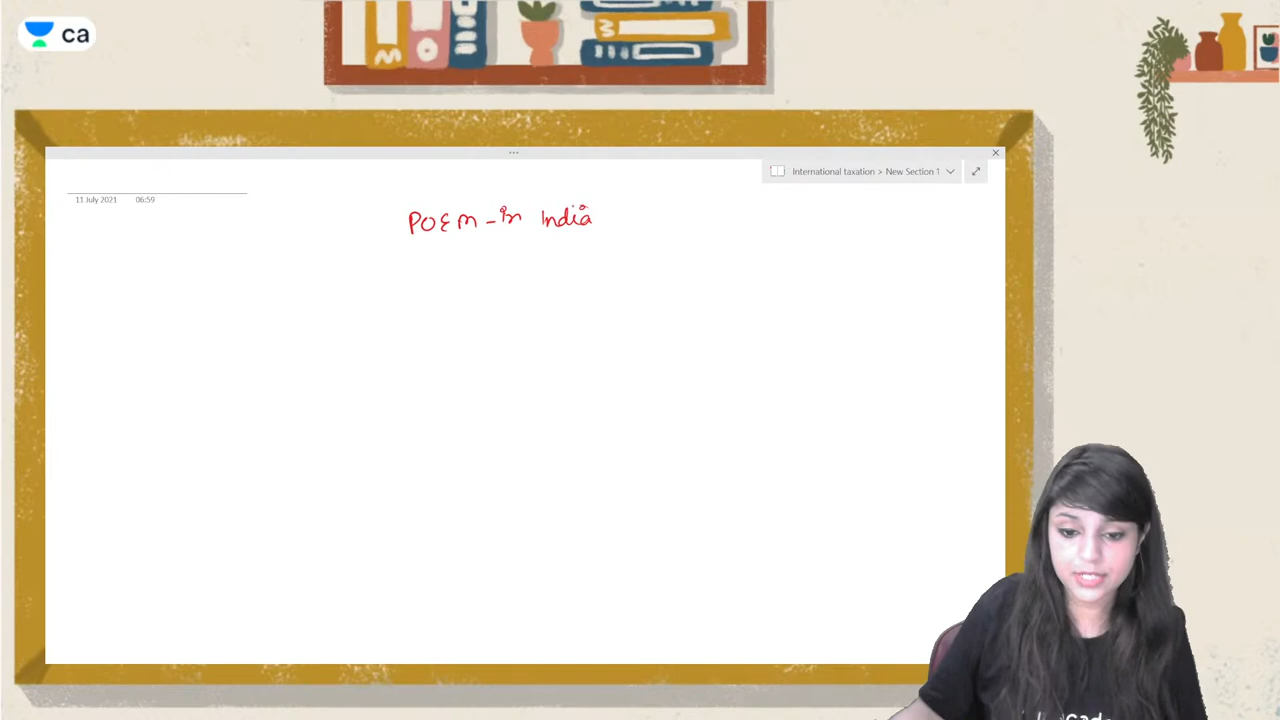 ca
International taxation > New Section 1
11 July 2021 06:59
POEM - in India